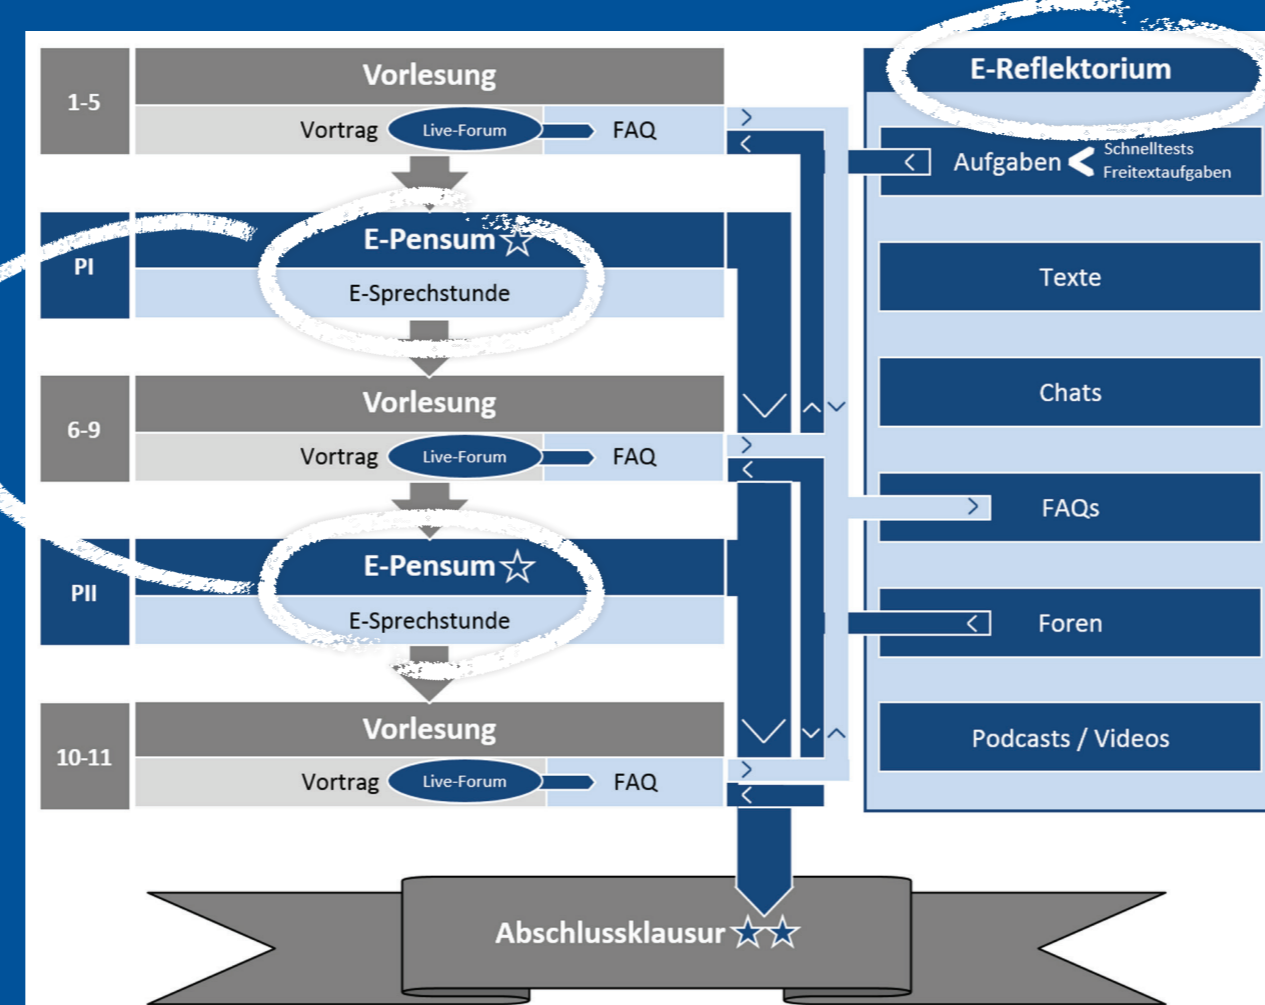 1-5
Vorlesung
Vortrag Live-Forum FAQ
PI
E-Pensum
E-Sprechstunde
6-9
Vorlesung
Vortrag Live-Forum FAQ
PII
E-Pensum
E-Sprechstunde
10-11
Vorlesung
Vortrag Live-Forum FAQ
E-Reflektorium
Aufgaben
Schnelltests
Freitextaufgaben
Texte
Chats
FAQs
Foren
Podcasts / Videos
Abschlussklausur